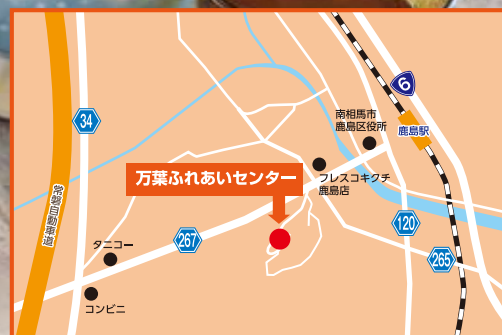 6
34
南相馬市
鹿島区役所
鹿島駅
万葉ふれあいセンター
フレスコキクチ
鹿島店
常磐自動車道
120
267
タニコー
265
コンビニ